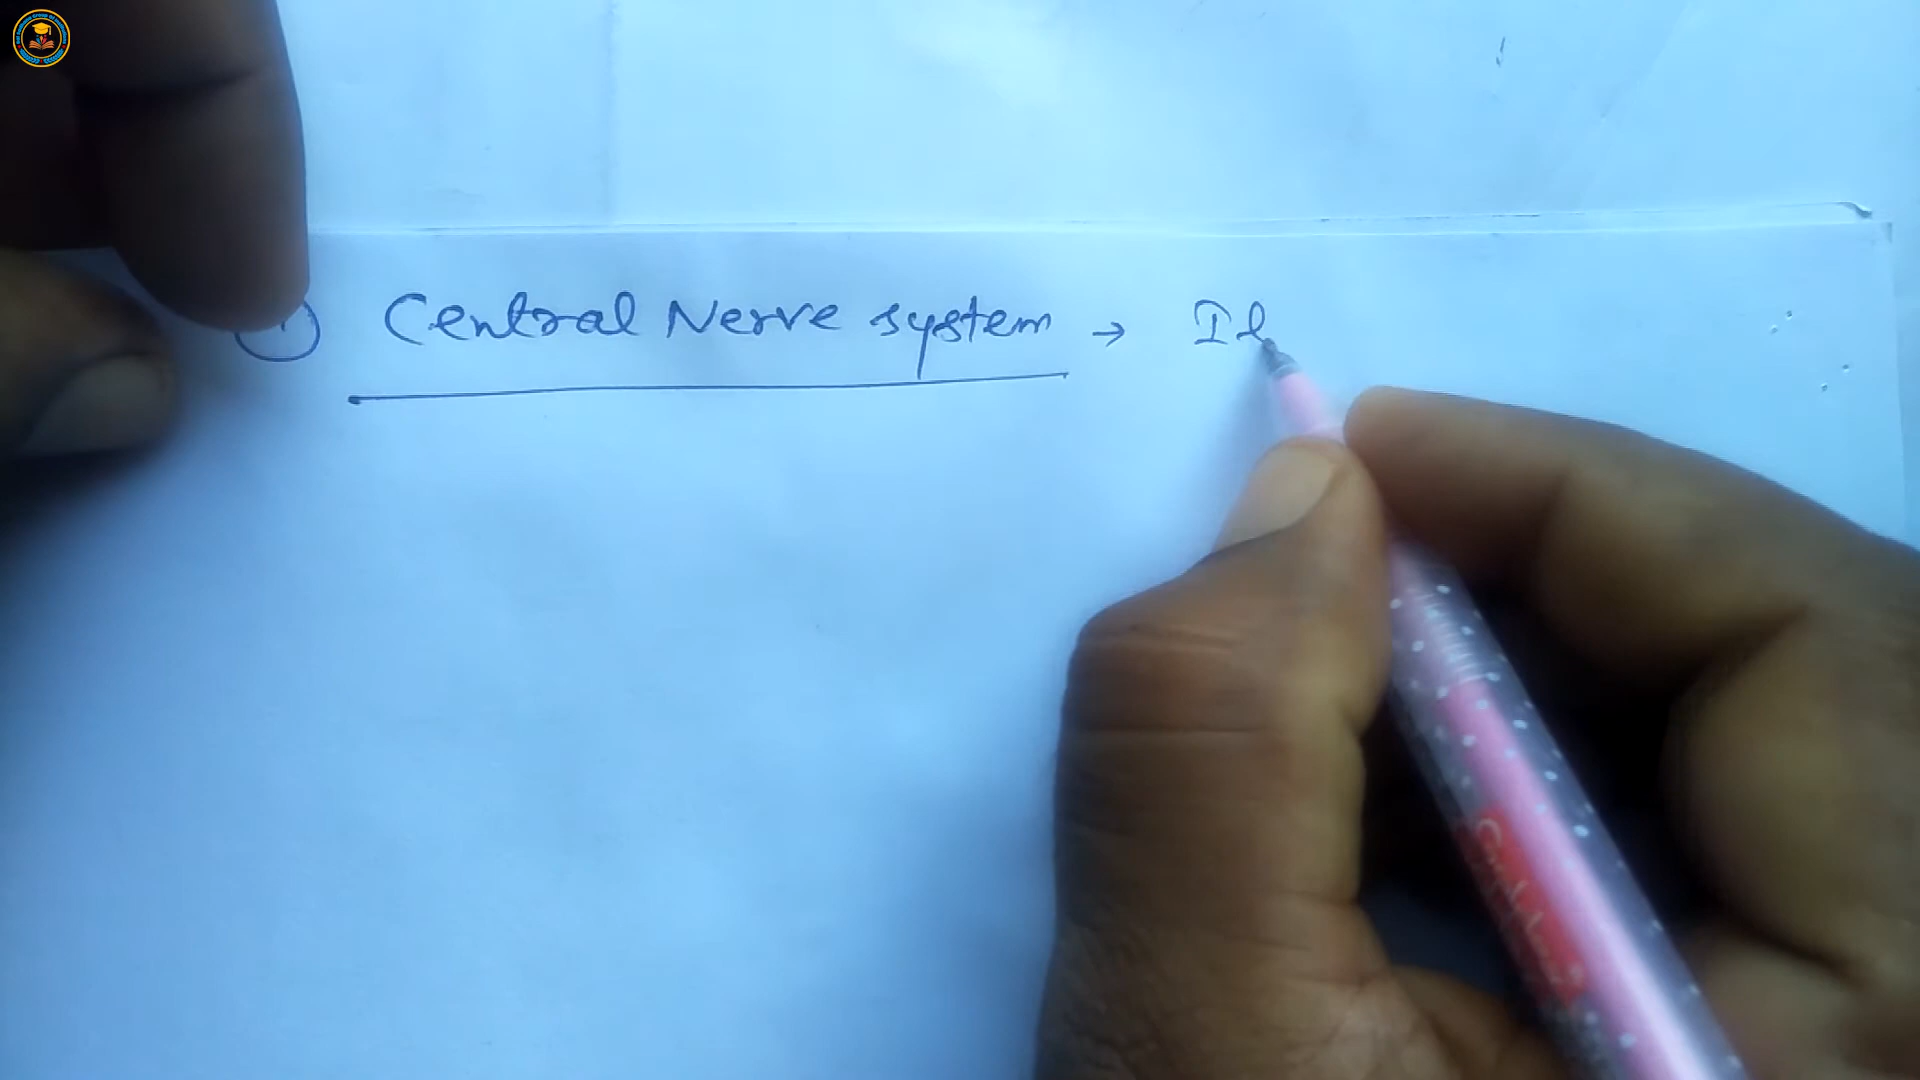 Central Nerve system → I